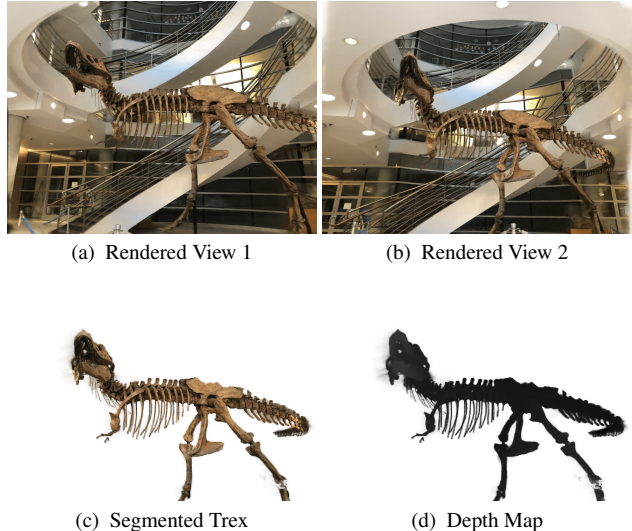 (a) Rendered View 1
(b) Rendered View 2
(c) Segmented Trex
(d) Depth Map